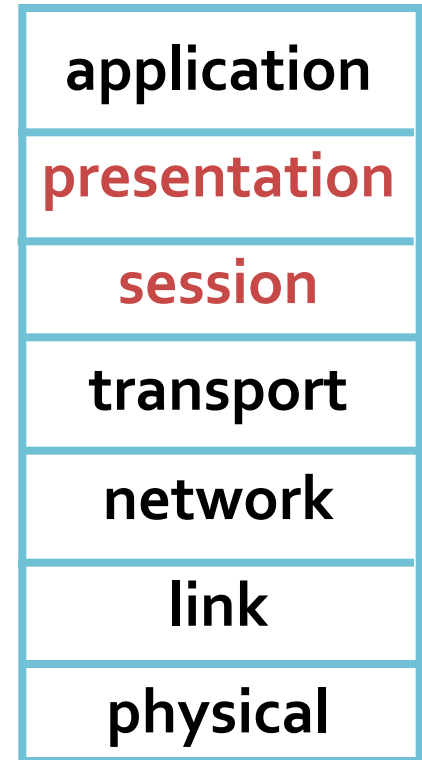 application
presentation
session
transport
network
link
physical